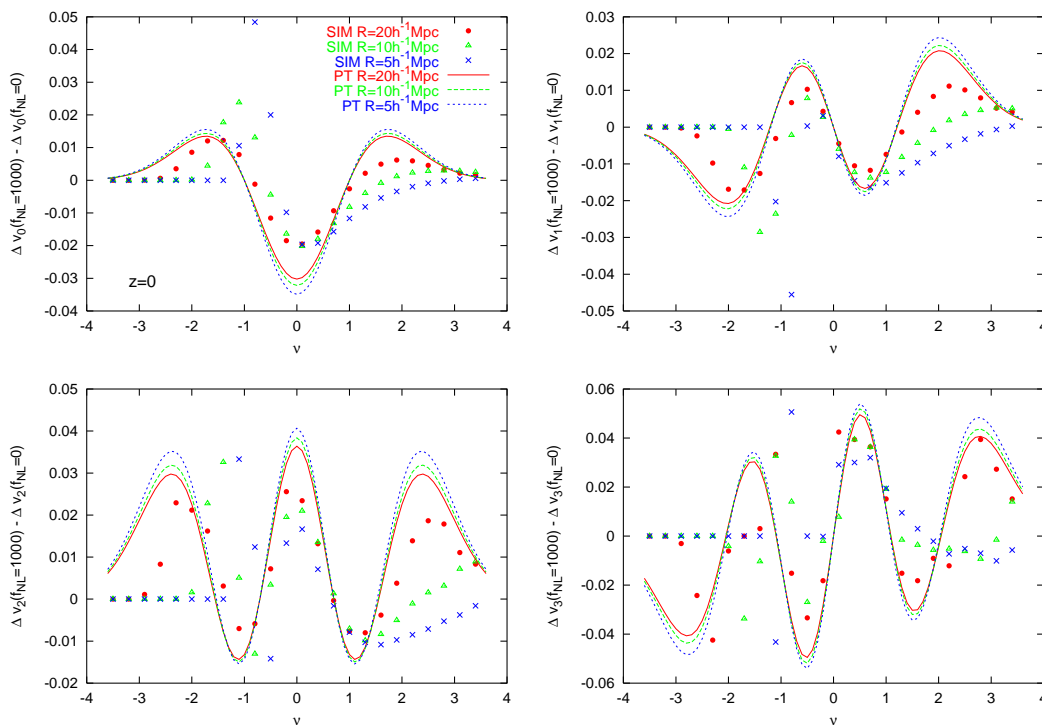 Δ v₀(f_NL=1000) - Δ v₀(f_NL=0)
0.05
0.04
0.03
0.02
0.01
0
-0.01
-0.02
-0.03
-0.04
SIM R=20h⁻¹Mpc
SIM R=10h⁻¹Mpc
SIM R=5h⁻¹Mpc
PT R=20h⁻¹Mpc
PT R=10h⁻¹Mpc
PT R=5h⁻¹Mpc
z=0
-4 -3 -2 -1 0 1 2 3 4
ν
Δ v₁(f_NL=1000) - Δ v₁(f_NL=0)
0.03
0.02
0.01
0
-0.01
-0.02
-0.03
-0.04
-0.05
-4 -3 -2 -1 0 1 2 3 4
ν
Δ v₂(f_NL=1000) - Δ v₂(f_NL=0)
0.05
0.04
0.03
0.02
0.01
0
-0.01
-0.02
-4 -3 -2 -1 0 1 2 3 4
ν
Δ v₃(f_NL=1000) - Δ v₃(f_NL=0)
0.06
0.04
0.02
0
-0.02
-0.04
-0.06
-4 -3 -2 -1 0 1 2 3 4
ν